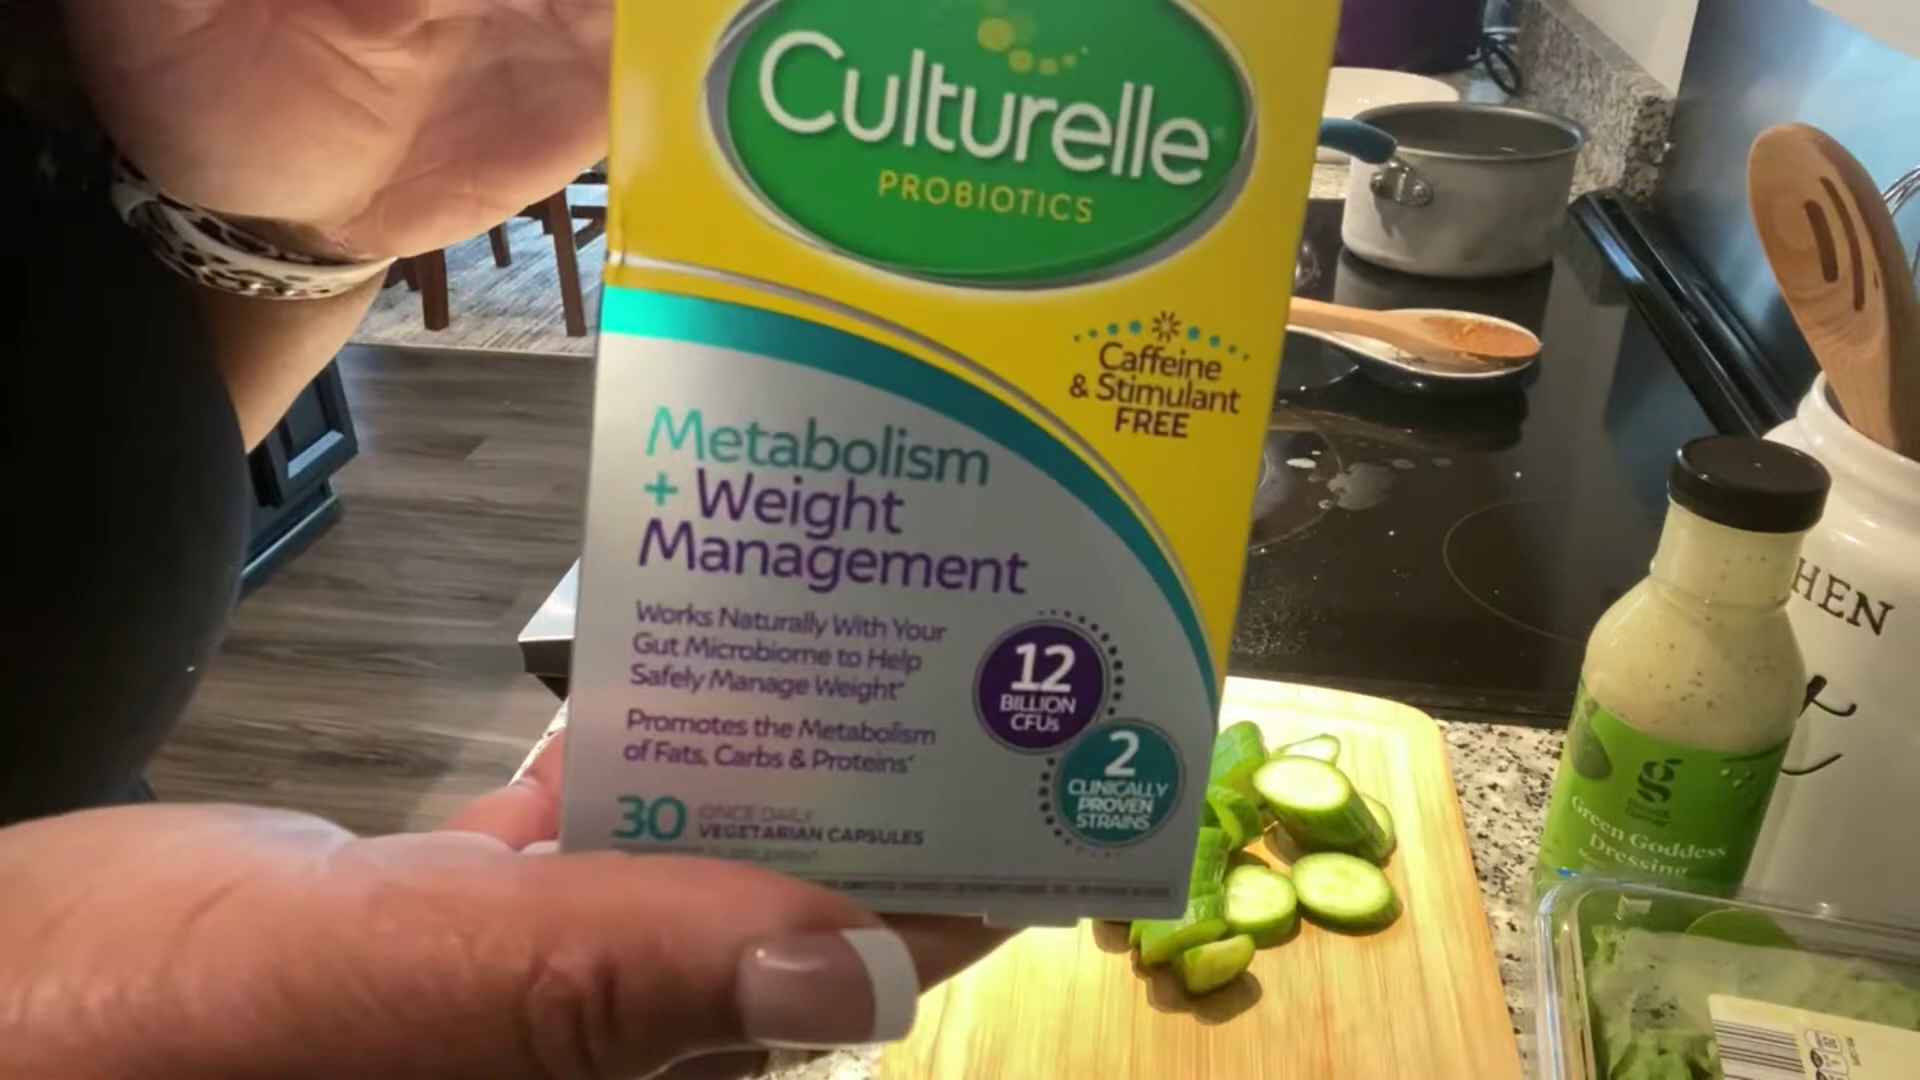 Culturelle
PROBIOTICS
Caffeine
& Stimulant
FREE
Metabolism
+ Weight
Management
Works Naturally With Your
Gut Microbiome to Help
Safely Manage Weight*
Promotes the Metabolism
of Fats, Carbs & Proteins*
12
BILLION
CFUs
2
CLINICALLY
PROVEN
STRAINS
30 ONCE DAILY
VEGETARIAN CAPSULES
SUPPLEMENT
HEN
g
Green Goddess
Dressing